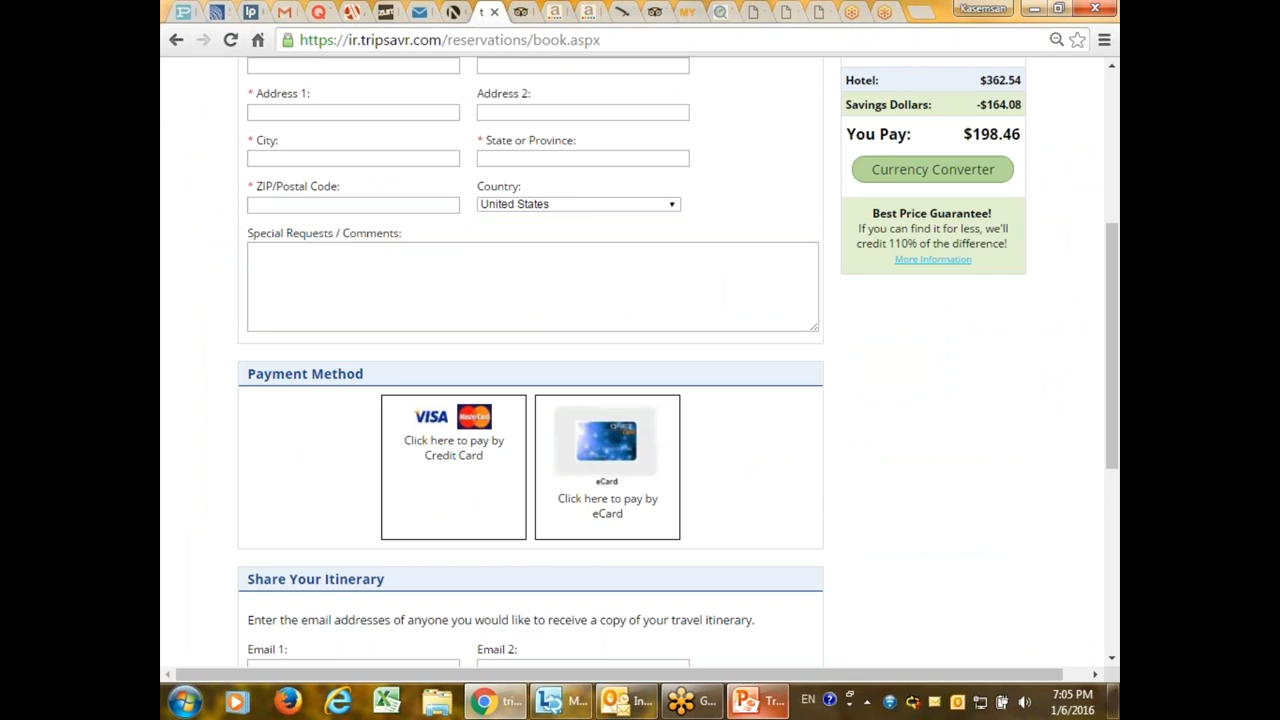 Kasemsan
https://ir.tripsavr.com/reservations/book.aspx
* Address 1:
Address 2:
* City:
* State or Province:
* ZIP/Postal Code:
Country:
United States
Special Requests / Comments:
Hotel: $362.54
Savings Dollars: -$164.08
You Pay: $198.46
Currency Converter
Best Price Guarantee!
If you can find it for less, we'll
credit 110% of the difference!
More Information
Payment Method
VISA MasterCard
Click here to pay by
Credit Card
eCard
Click here to pay by
eCard
Share Your Itinerary
Enter the email addresses of anyone you would like to receive a copy of your travel itinerary.
Email 1:
Email 2:
tri...
M...
In...
G...
Tr...
EN
7:05 PM
1/6/2016